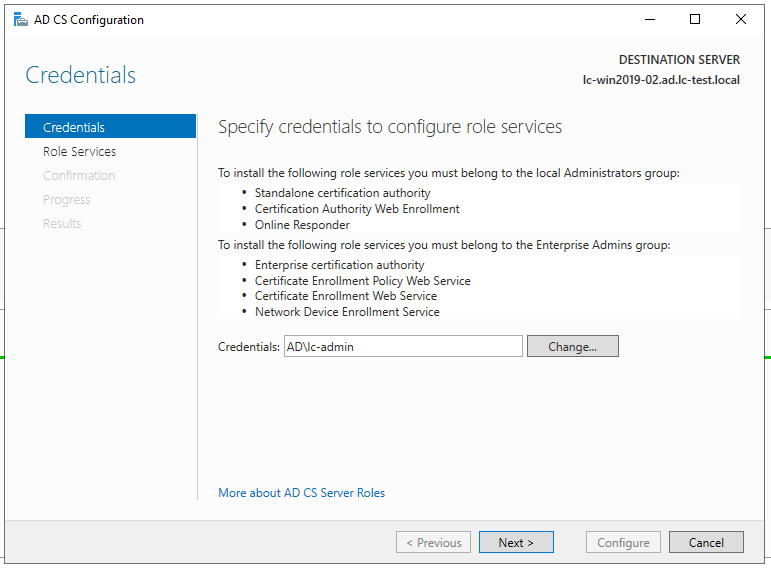 AD CS Configuration
Credentials
DESTINATION SERVER
lc-win2019-02.ad.lc-test.local
Credentials
Role Services
Confirmation
Progress
Results
Specify credentials to configure role services
To install the following role services you must belong to the local Administrators group:
• Standalone certification authority
• Certification Authority Web Enrollment
• Online Responder
To install the following role services you must belong to the Enterprise Admins group:
• Enterprise certification authority
• Certificate Enrollment Policy Web Service
• Certificate Enrollment Web Service
• Network Device Enrollment Service
Credentials: AD\lc-admin Change...
More about AD CS Server Roles
< Previous Next > Configure Cancel